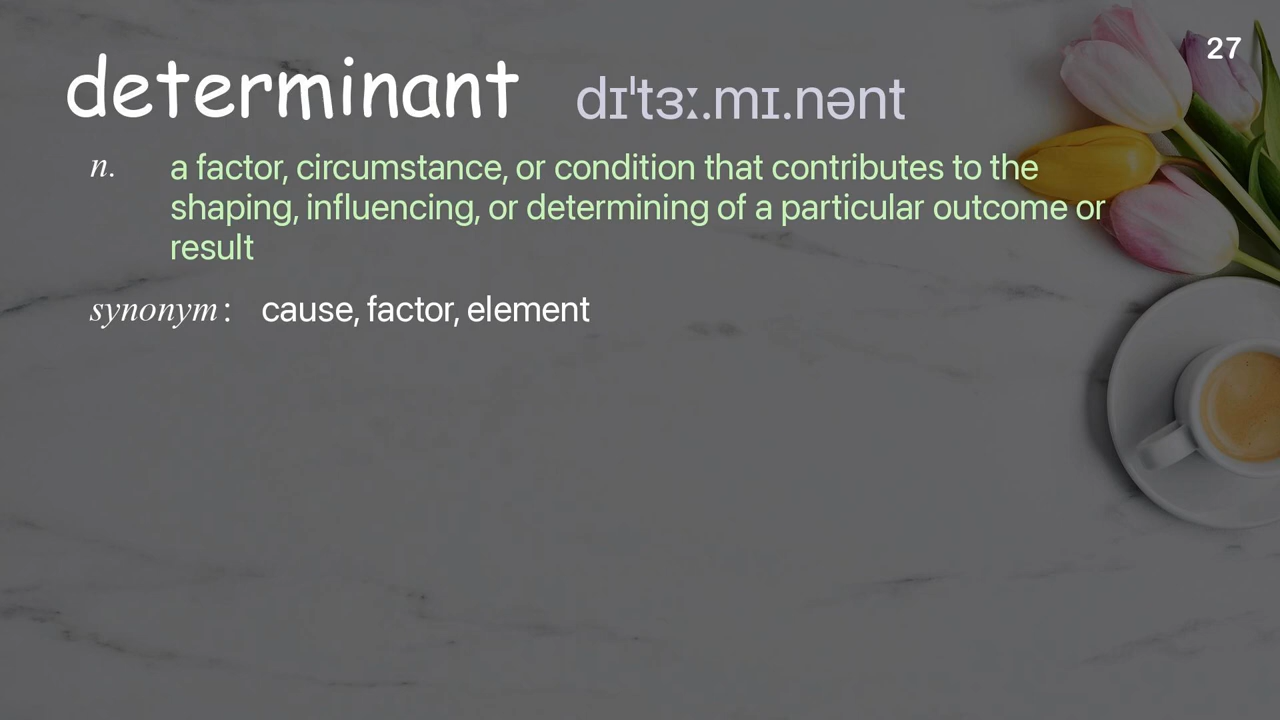 27
determinant dɪˈtɜː.mɪ.nənt
n. a factor, circumstance, or condition that contributes to the
shaping, influencing, or determining of a particular outcome or
result
synonym: cause, factor, element